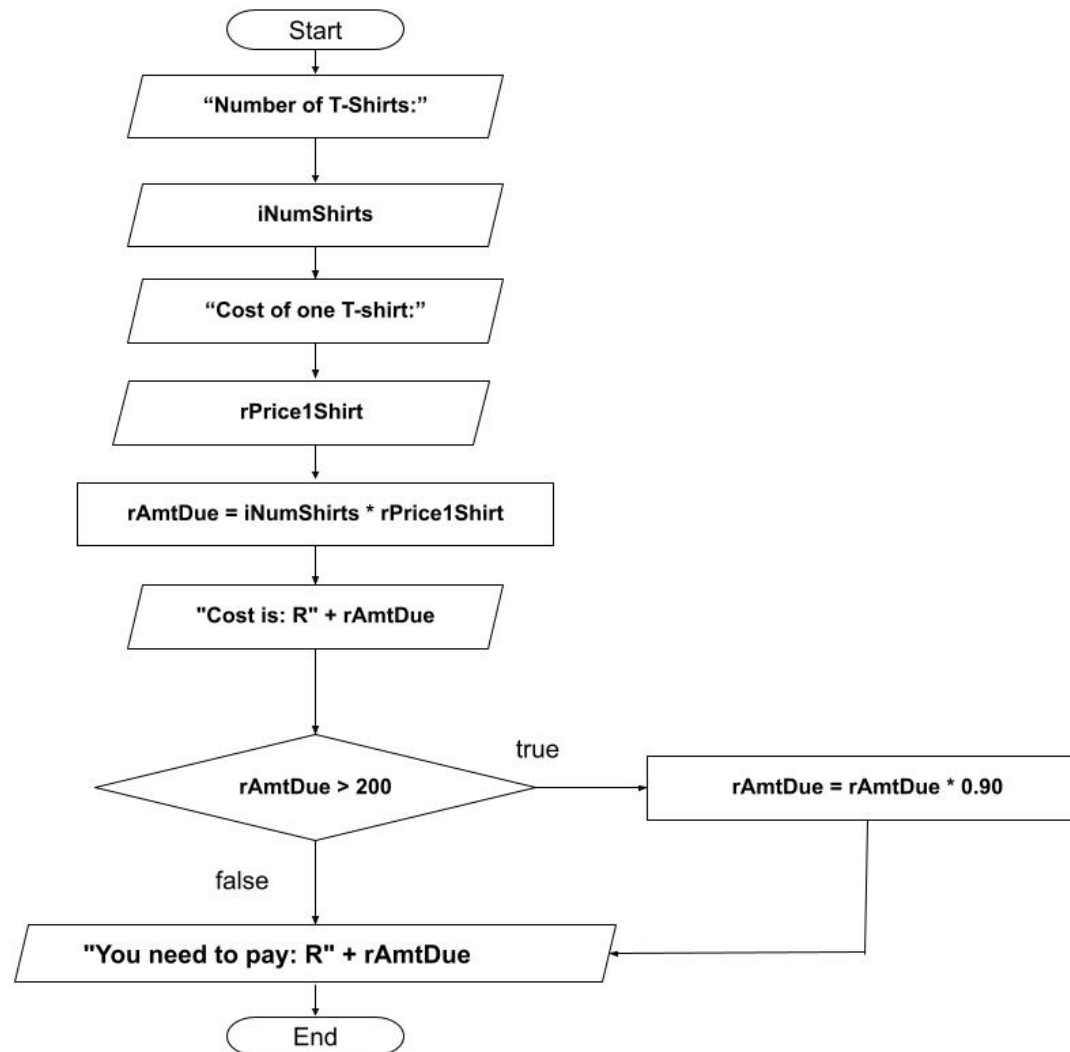 Start
“Number of T-Shirts:”
iNumShirts
“Cost of one T-shirt:”
rPrice1Shirt
rAmtDue = iNumShirts * rPrice1Shirt
"Cost is: R" + rAmtDue
rAmtDue > 200
true
rAmtDue = rAmtDue * 0.90
false
"You need to pay: R" + rAmtDue
End